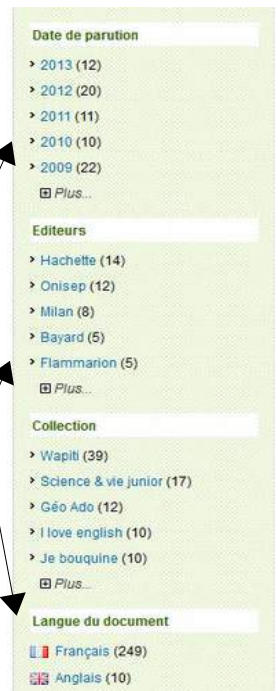 Date de parution
2013 (12)
2012 (20)
2011 (11)
2010 (10)
2009 (22)
Plus...
Editeurs
Hachette (14)
Onisep (12)
Milan (8)
Bayard (5)
Flammarion (5)
Plus...
Collection
Wapiti (39)
Science & vie junior (17)
Géo Ado (12)
I love english (10)
Je bouquine (10)
Plus...
Langue du document
Français (249)
Anglais (10)